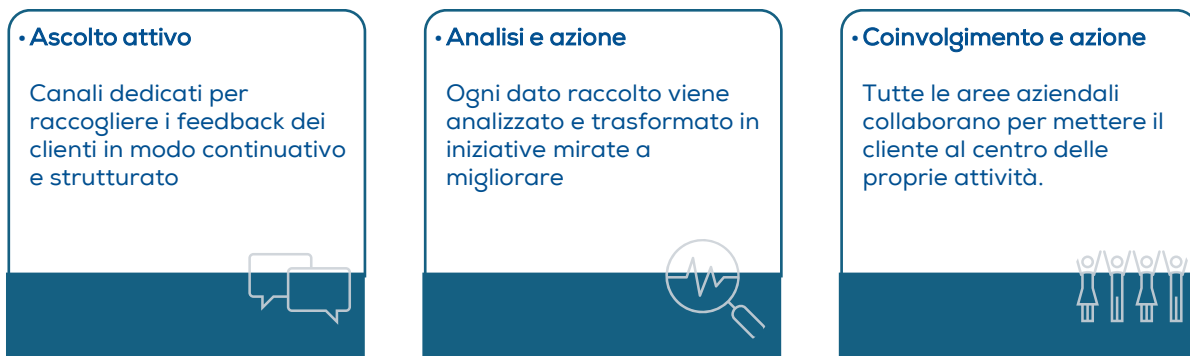 • Ascolto attivo
Canali dedicati per
raccogliere i feedback dei
clienti in modo continuativo
e strutturato
• Analisi e azione
Ogni dato raccolto viene
analizzato e trasformato in
iniziative mirate a
migliorare
• Coinvolgimento e azione
Tutte le aree aziendali
collaborano per mettere il
cliente al centro delle
proprie attività.